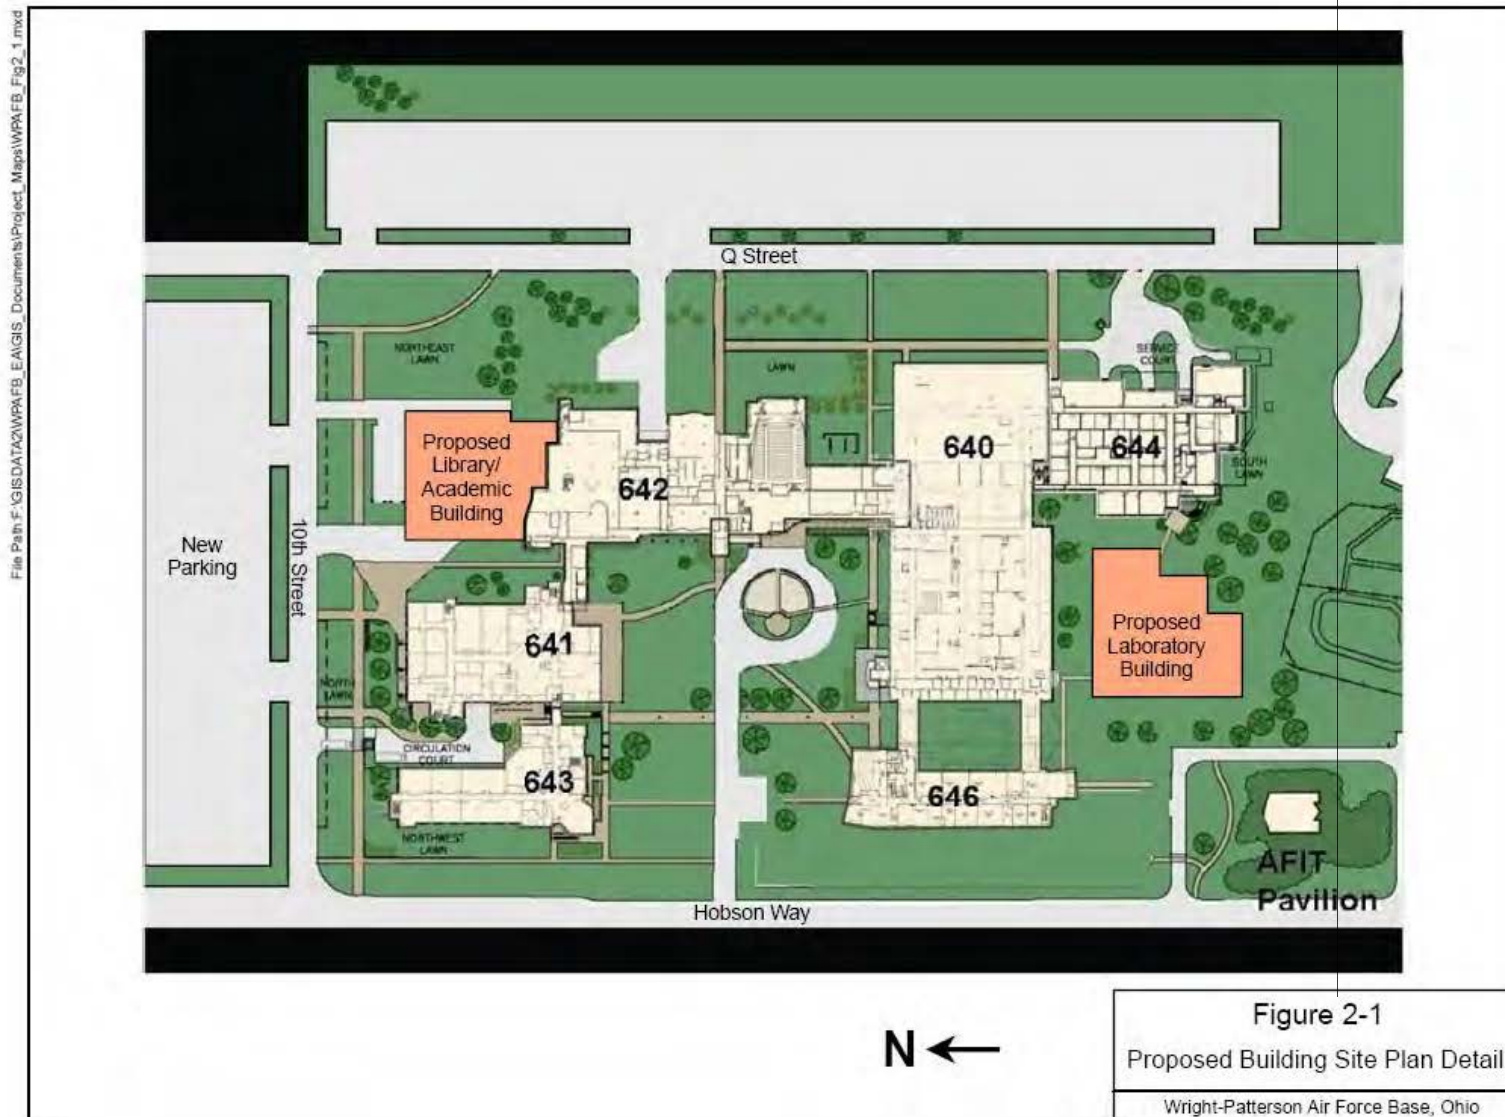 File Path:F:\GISDATA2\WPAFB_EA\GIS_Documents\Project_Maps\WPAFB_Fig2_1.mxd
Q Street
NORTHEAST
LAWN
LAWN
SERVICE
COURT
Proposed
Library/
Academic
Building
642
640
644
SOUTH
LAWN
New
Parking
10th Street
641
Proposed
Laboratory
Building
NORTH
LAWN
CIRCULATION
COURT
643
646
NORTHWEST
LAWN
AFIT
Pavilion
Hobson Way
N
Figure 2-1
Proposed Building Site Plan Detail
Wright-Patterson Air Force Base, Ohio